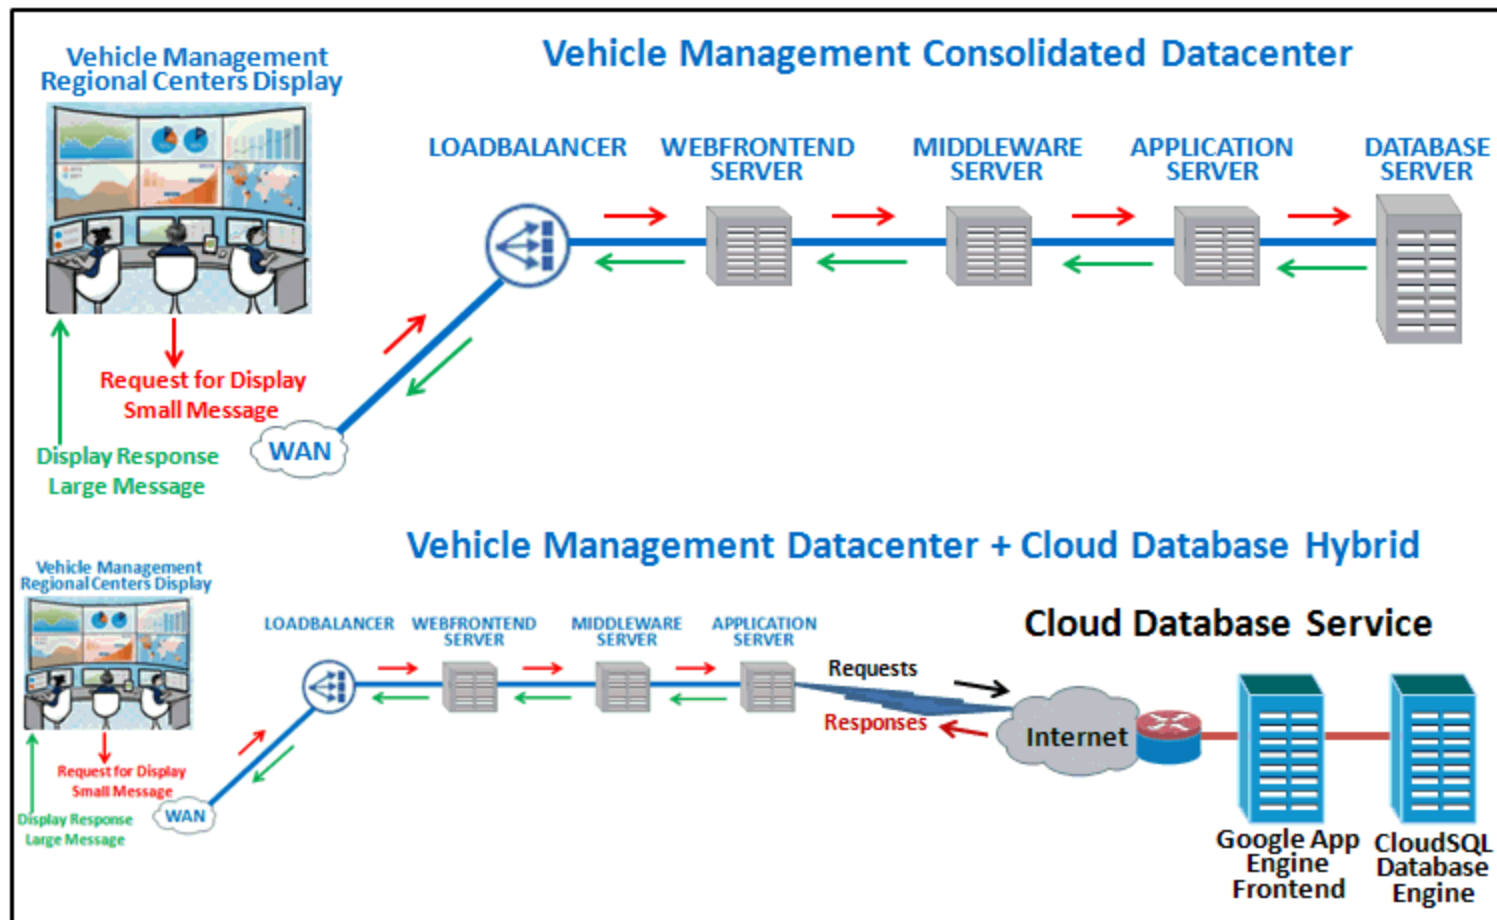 Vehicle Management
Regional Centers Display
Vehicle Management Consolidated Datacenter
LOADBALANCER
WEBFRONTEND
SERVER
MIDDLEWARE
SERVER
APPLICATION
SERVER
DATABASE
SERVER
Request for Display
Small Message
WAN
Display Response
Large Message
Vehicle Management Datacenter + Cloud Database Hybrid
Vehicle Management
Regional Centers Display
LOADBALANCER
WEBFRONTEND
SERVER
MIDDLEWARE
SERVER
APPLICATION
SERVER
Cloud Database Service
Requests
Responses
Internet
Request for Display
Small Message
WAN
Display Response
Large Message
Google App
Engine
Frontend
CloudSQL
Database
Engine